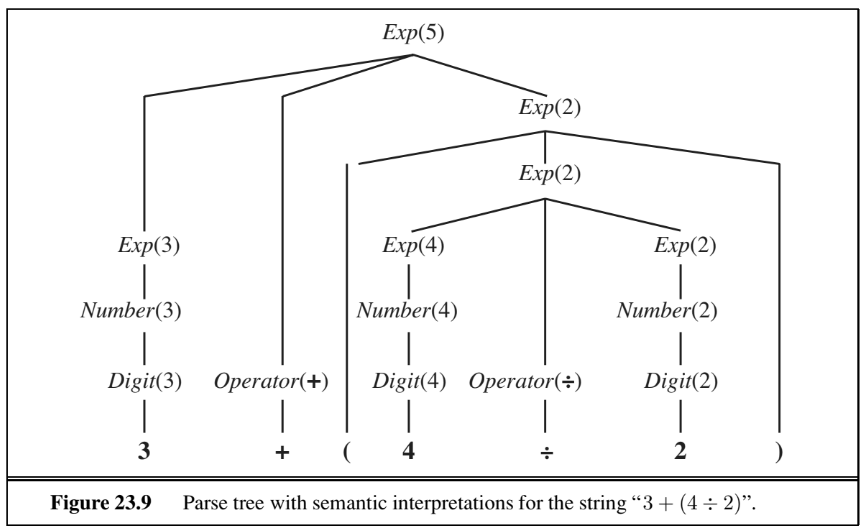 Exp(5)
Exp(2)
Exp(2)
Exp(3) Exp(4) Exp(2)
Number(3) Number(4) Number(2)
Digit(3) Operator(+) Digit(4) Operator(÷) Digit(2)
3 + ( 4 ÷ 2 )
Figure 23.9 Parse tree with semantic interpretations for the string “3 + (4 ÷ 2)”.